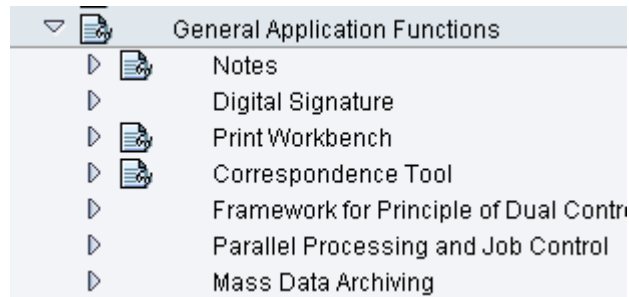 General Application Functions
Notes
Digital Signature
Print Workbench
Correspondence Tool
Framework for Principle of Dual
Parallel Processing and Job Control
Mass Data Archiving